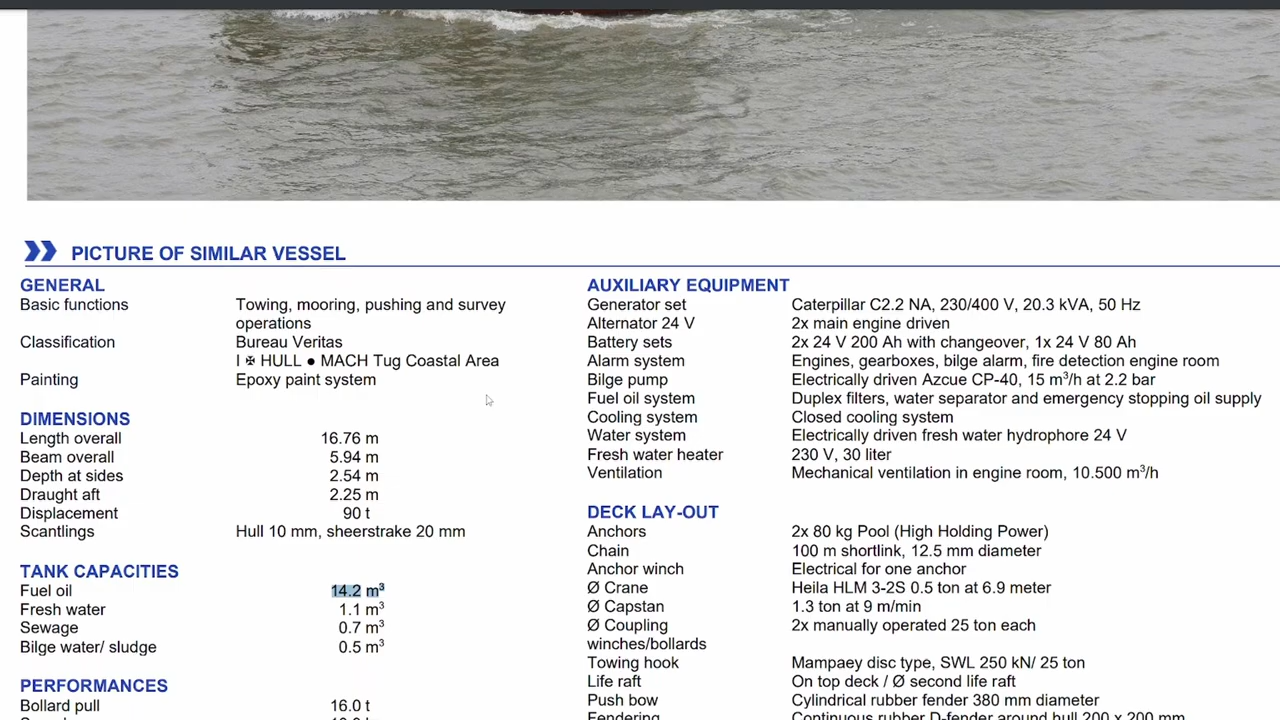 PICTURE OF SIMILAR VESSEL
GENERAL
Basic functions Towing, mooring, pushing and survey
operations
Classification Bureau Veritas
I ✠ HULL ● MACH Tug Coastal Area
Painting Epoxy paint system
DIMENSIONS
Length overall 16.76 m
Beam overall 5.94 m
Depth at sides 2.54 m
Draught aft 2.25 m
Displacement 90 t
Scantlings Hull 10 mm, sheerstrake 20 mm
TANK CAPACITIES
Fuel oil 14.2 m³
Fresh water 1.1 m³
Sewage 0.7 m³
Bilge water/ sludge 0.5 m³
PERFORMANCES
Bollard pull 16.0 t
AUXILIARY EQUIPMENT
Generator set Caterpillar C2.2 NA, 230/400 V, 20.3 kVA, 50 Hz
Alternator 24 V 2x main engine driven
Battery sets 2x 24 V 200 Ah with changeover, 1x 24 V 80 Ah
Alarm system Engines, gearboxes, bilge alarm, fire detection engine room
Bilge pump Electrically driven Azcue CP-40, 15 m³/h at 2.2 bar
Fuel oil system Duplex filters, water separator and emergency stopping oil supply
Cooling system Closed cooling system
Water system Electrically driven fresh water hydrophore 24 V
Fresh water heater 230 V, 30 liter
Ventilation Mechanical ventilation in engine room, 10.500 m³/h
DECK LAY-OUT
Anchors 2x 80 kg Pool (High Holding Power)
Chain 100 m shortlink, 12.5 mm diameter
Anchor winch Electrical for one anchor
Ø Crane Heila HLM 3-2S 0.5 ton at 6.9 meter
Ø Capstan 1.3 ton at 9 m/min
Ø Coupling 2x manually operated 25 ton each
winches/bollards
Towing hook Mampaey disc type, SWL 250 kN/ 25 ton
Life raft On top deck / Ø second life raft
Push bow Cylindrical rubber fender 380 mm diameter
Fendering Continuous rubber D-fender around hull 200 x 200 mm